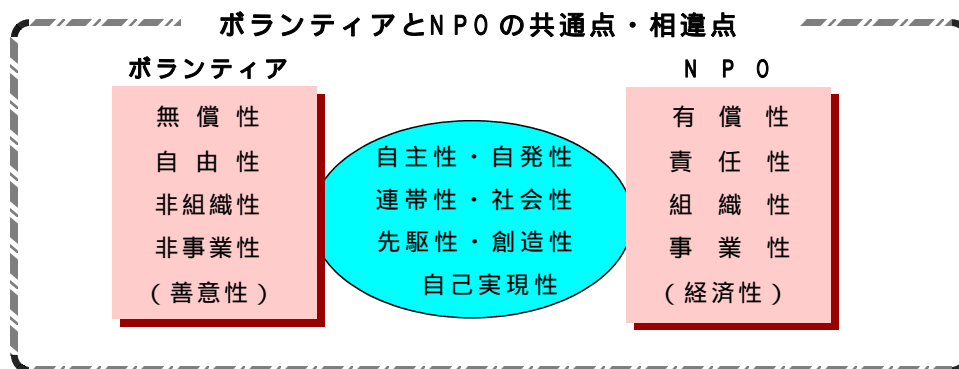 ボランティアとNPOの共通点・相違点
ボランティア
無償性
自由性
非組織性
非事業性
(善意性)
自主性・自発性
連帯性・社会性
先駆性・創造性
自己実現性
NPO
有償性
責任性
組織性
事業性
(経済性)